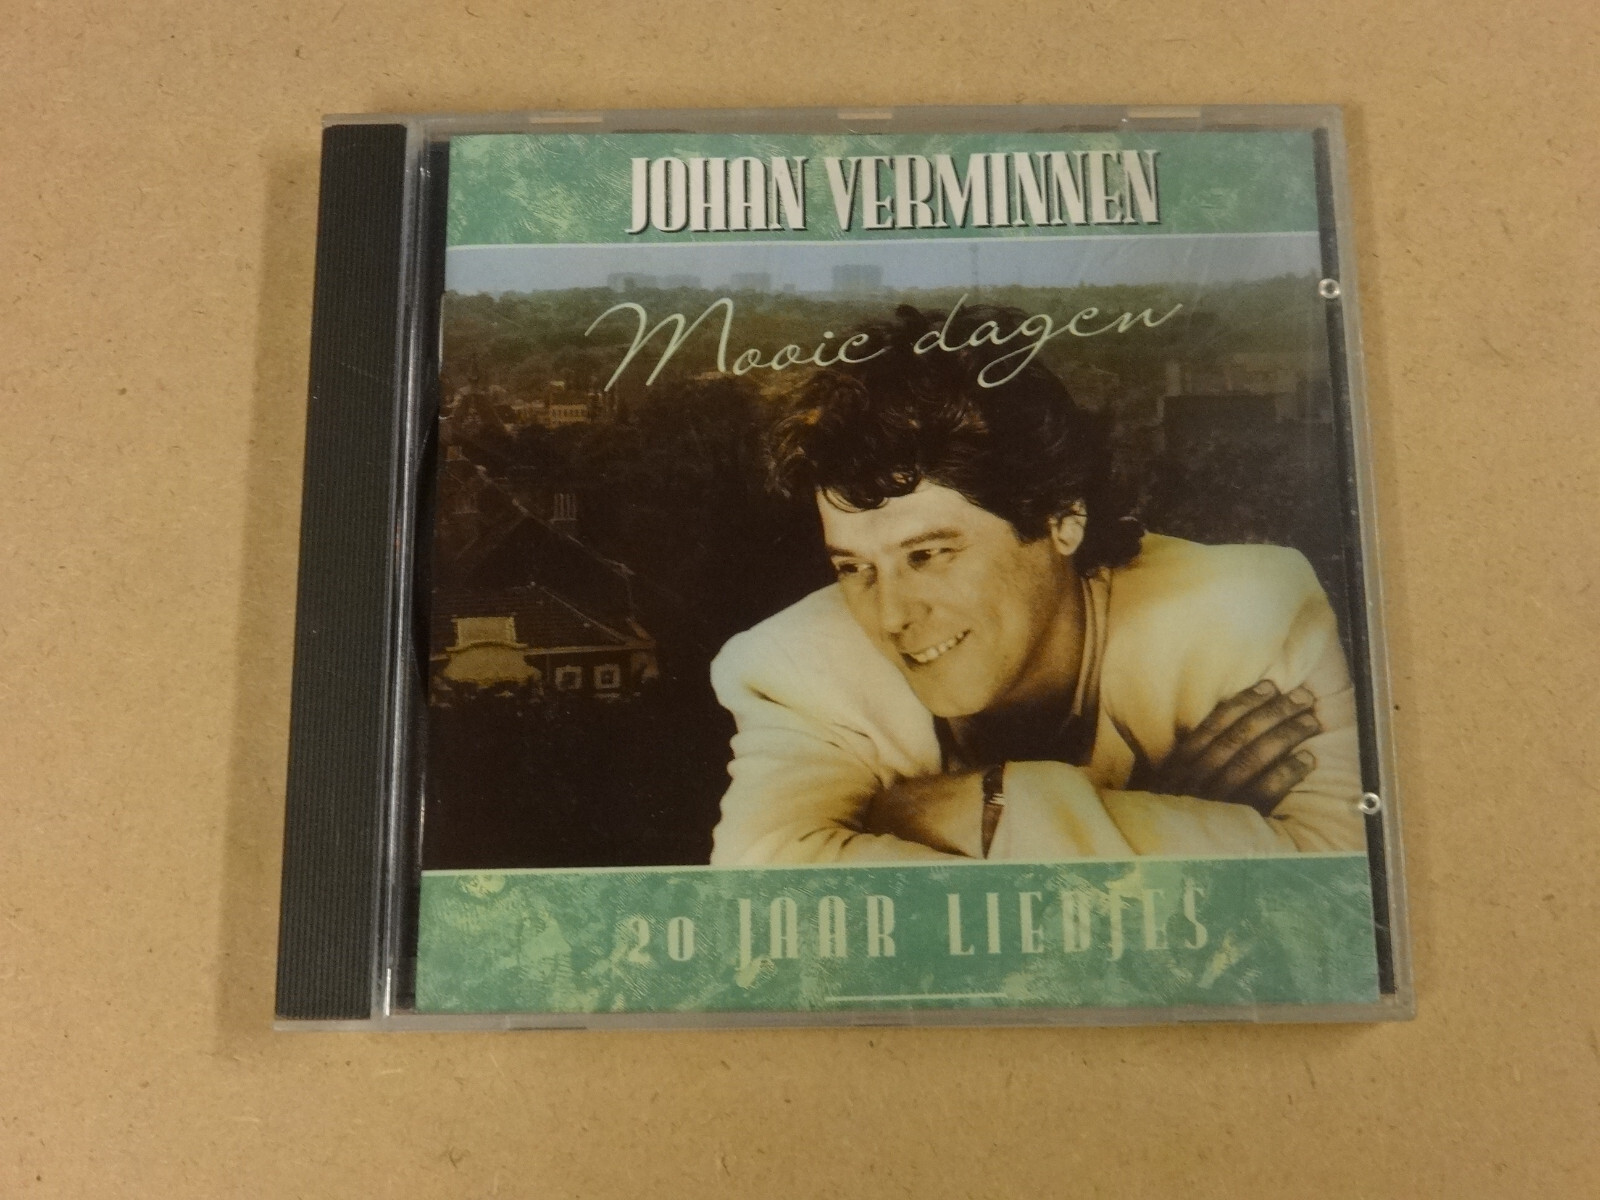 JOHAN VERMINNEN
Mooie dagen
20 JAAR LIEDJES